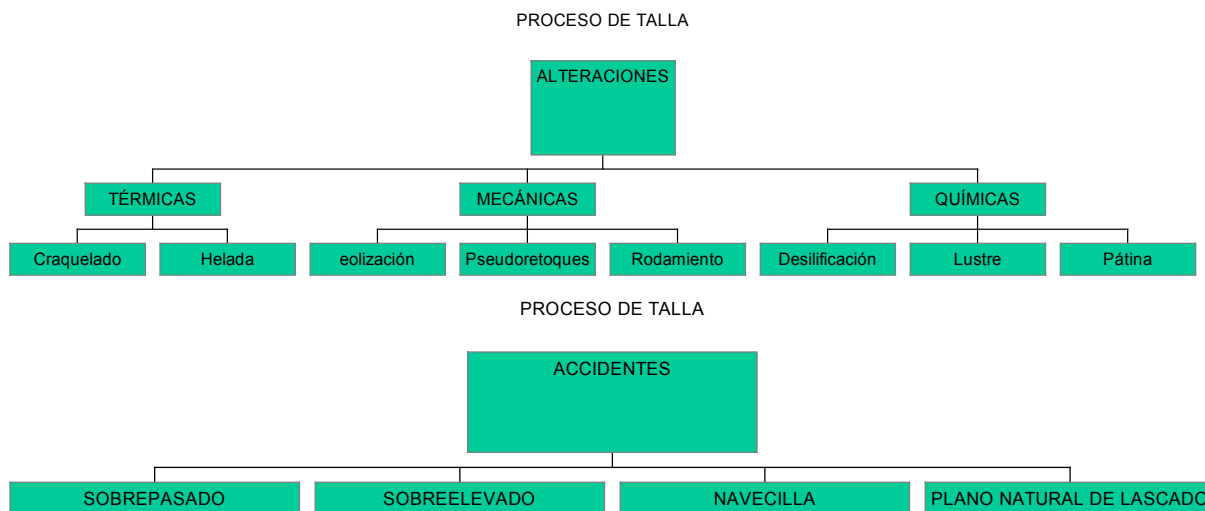 PROCESO DE TALLA
ALTERACIONES
TÉRMICAS
MECÁNICAS
QUÍMICAS
Craquelado
Helada
eolización
Pseudoretoques
Rodamiento
Desilificación
Lustre
Pátina
PROCESO DE TALLA
ACCIDENTES
SOBREPASADO
SOBREELEVADO
NAVECILLA
PLANO NATURAL DE LASCADO